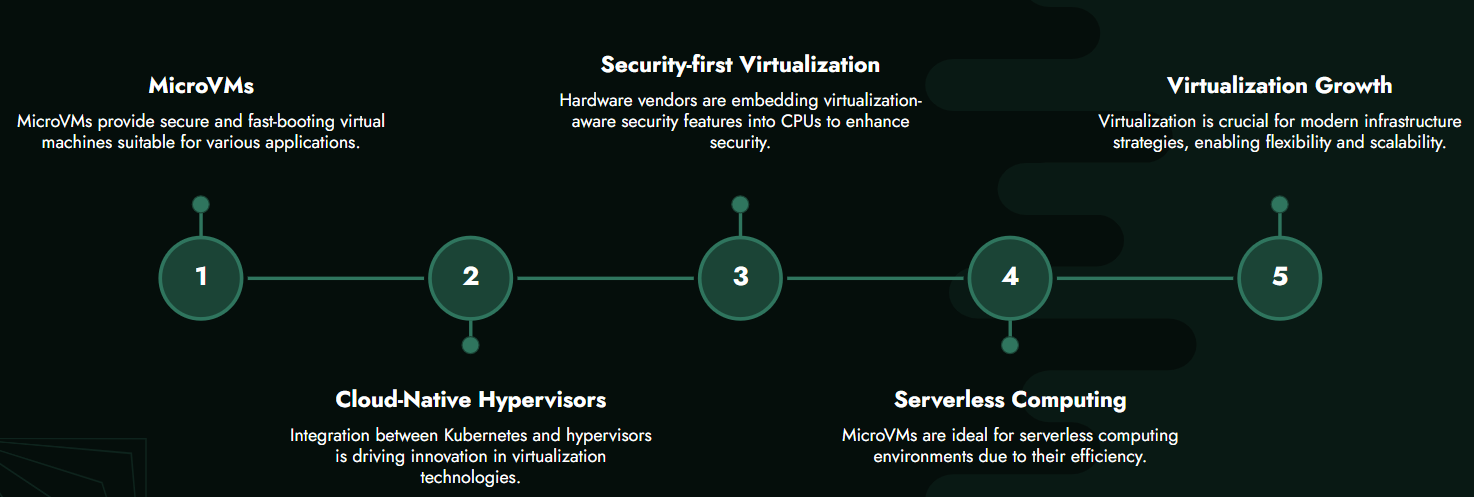 MicroVMs
MicroVMs provide secure and fast-booting virtual
machines suitable for various applications.
Security-first Virtualization
Hardware vendors are embedding virtualization-
aware security features into CPUs to enhance
security.
Virtualization Growth
Virtualization is crucial for modern infrastructure
strategies, enabling flexibility and scalability.
1
2
3
4
5
Cloud-Native Hypervisors
Integration between Kubernetes and hypervisors
is driving innovation in virtualization
technologies.
Serverless Computing
MicroVMs are ideal for serverless computing
environments due to their efficiency.